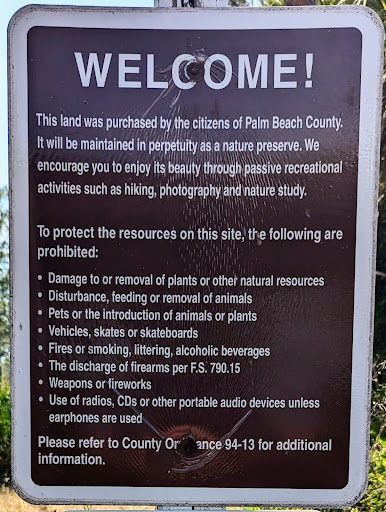 WELCOME!
This land was purchased by the citizens of Palm Beach County.
It will be maintained in perpetuity as a nature preserve. We
encourage you to enjoy its beauty through passive recreational
activities such as hiking, photography and nature study.
To protect the resources on this site, the following are
prohibited:
• Damage to or removal of plants or other natural resources
• Disturbance, feeding or removal of animals
• Pets or the introduction of animals or plants
• Vehicles, skates or skateboards
• Fires or smoking, littering, alcoholic beverages
• The discharge of firearms per F.S. 790.15
• Weapons or fireworks
• Use of radios, CDs or other portable audio devices unless
earphones are used
Please refer to County Ordinance 94-13 for additional
information.